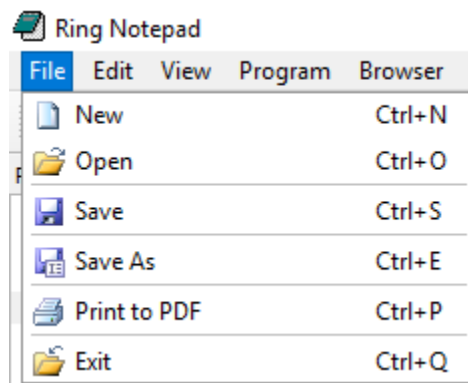 Ring Notepad
File Edit View Program Browser
New Ctrl+N
Open Ctrl+O
Save Ctrl+S
Save As Ctrl+E
Print to PDF Ctrl+P
Exit Ctrl+Q